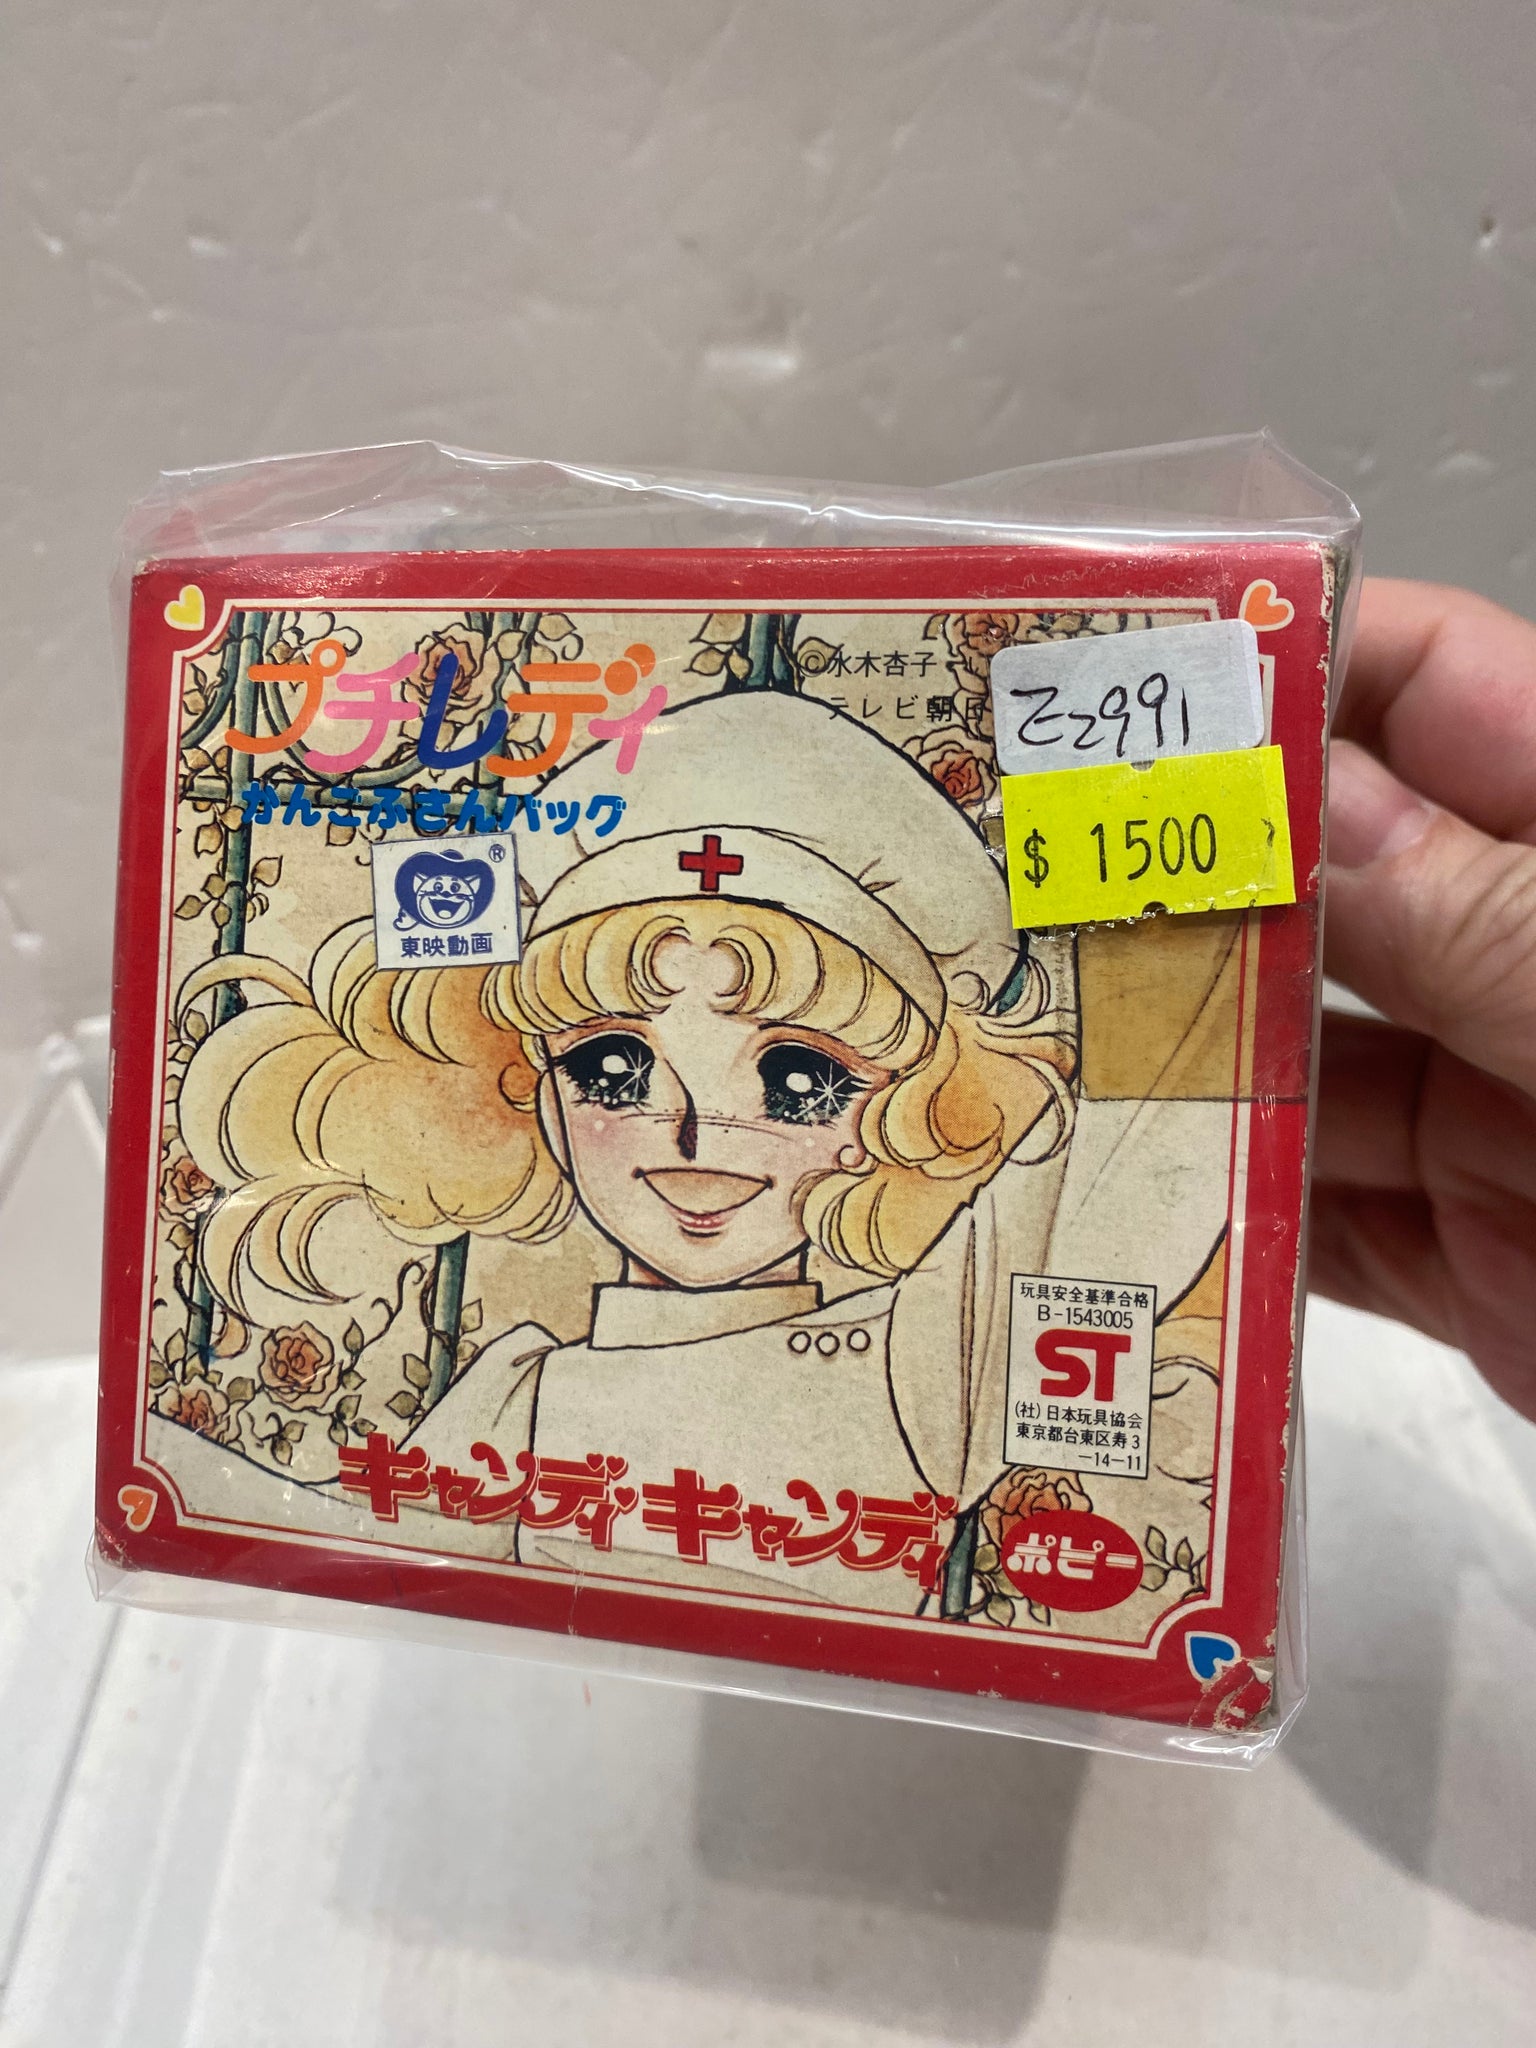 プチレディ
かんごふさんバッグ
®
東映動画
©水木杏子
テレビ朝日
$ 1500
玩具安全基準合格
B-1543005
ST
(社)日本玩具協会
東京都台東区寿3
-14-11
キャンディキャンディ
ポピー